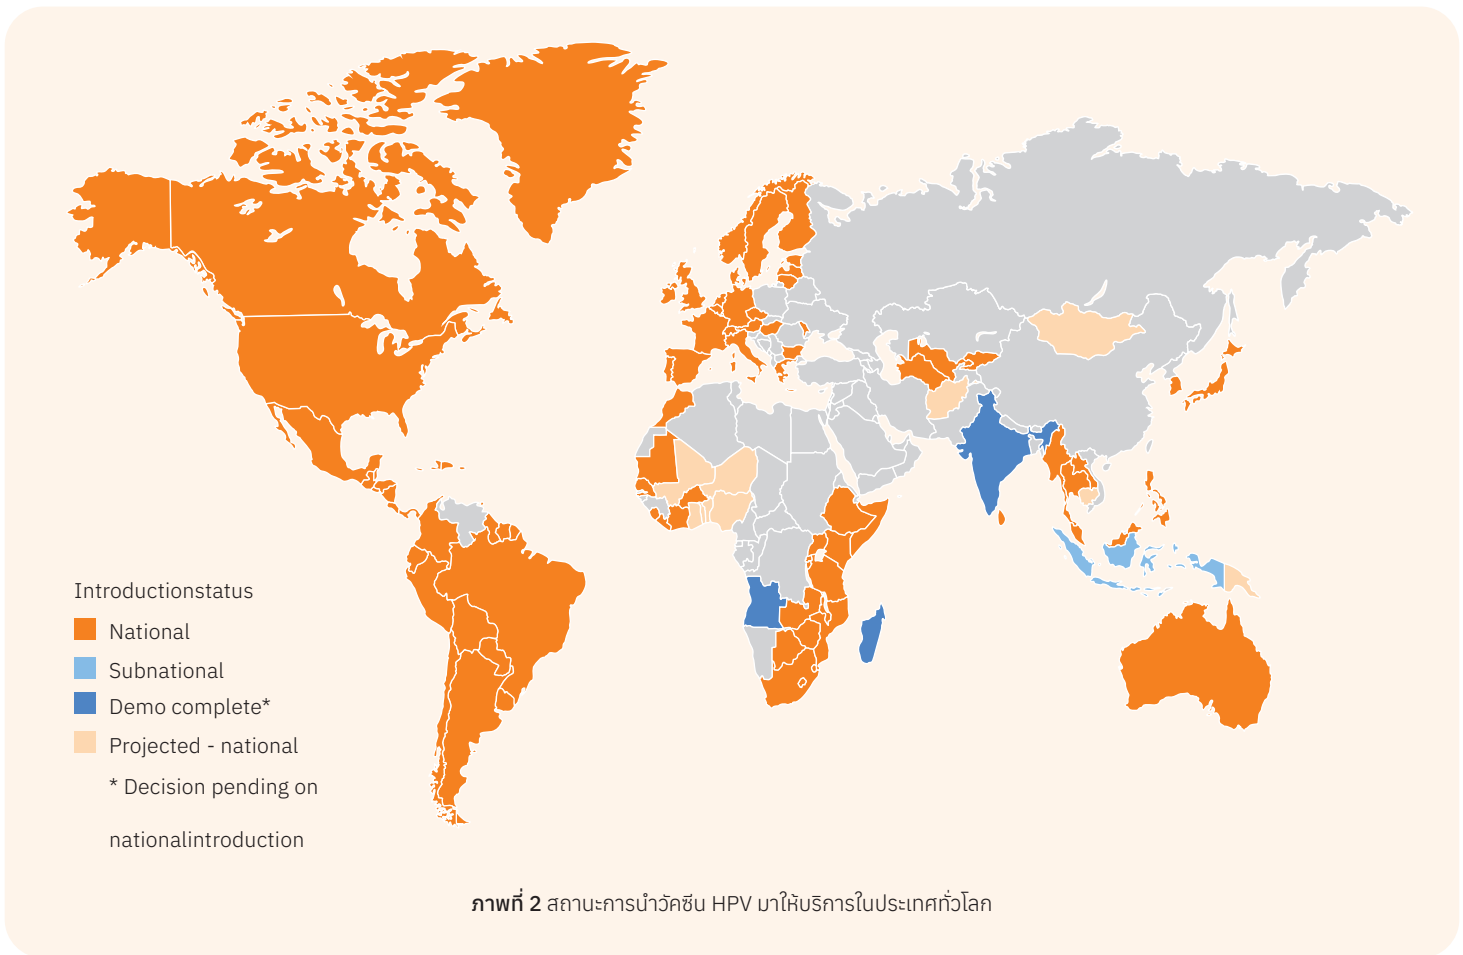 Introductionstatus
National
Subnational
Demo complete*
Projected - national
* Decision pending on
nationalintroduction
ภาพที่ 2 สถานะการนำวัคซีน HPV มาให้บริการในประเทศทั่วโลก